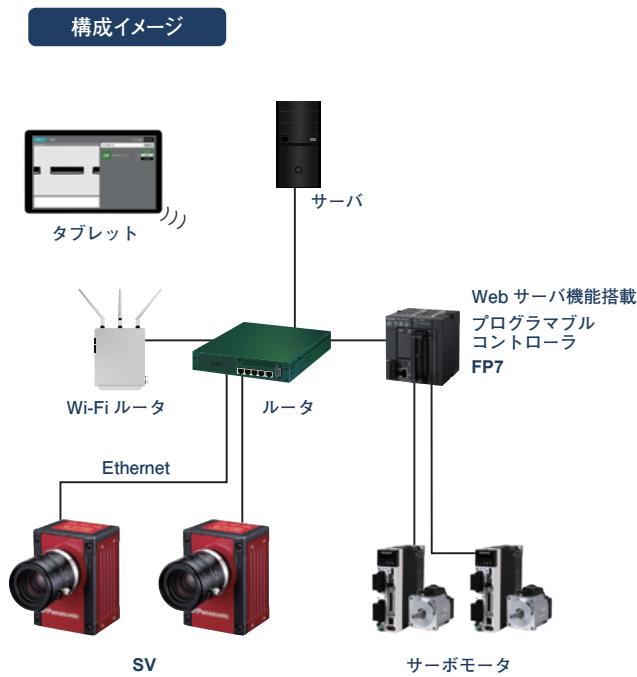 構成イメージ
サーバ
タブレット
Web サーバ機能搭載
プログラマブル
コントローラ
FP7
Wi-Fi ルータ
ルータ
Ethernet
Panasonic
Panasonic
SV
サーボモータ